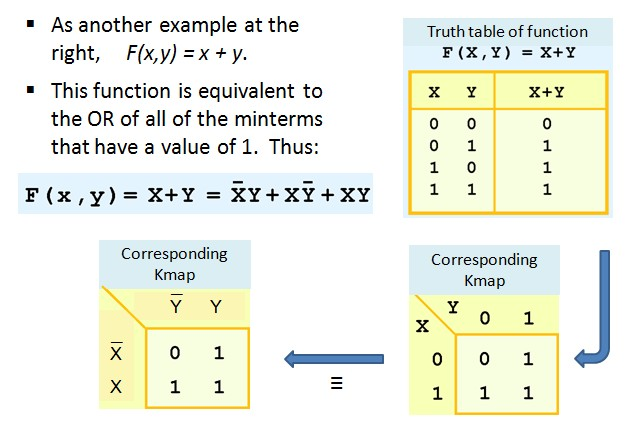 ▪ As another example at the
right, F(x,y) = x + y.
▪ This function is equivalent to
the OR of all of the minterms
that have a value of 1. Thus:
F(x,y) = X+Y = X̅Y + XY̅ + XY
Truth table of function
F(X,Y) = X+Y
X Y X+Y
0 0 0
0 1 1
1 0 1
1 1 1
Corresponding
Kmap
Y̅ Y
X̅ 0 1
X 1 1
≡
Corresponding
Kmap
Y 0 1
X
0 0 1
1 1 1